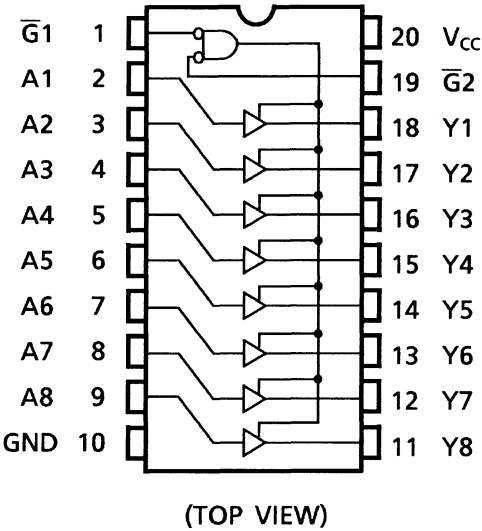 G̅1 1 20 VCC
A1 2 19 G̅2
A2 3 18 Y1
A3 4 17 Y2
A4 5 16 Y3
A5 6 15 Y4
A6 7 14 Y5
A7 8 13 Y6
A8 9 12 Y7
GND 10 11 Y8
(TOP VIEW)